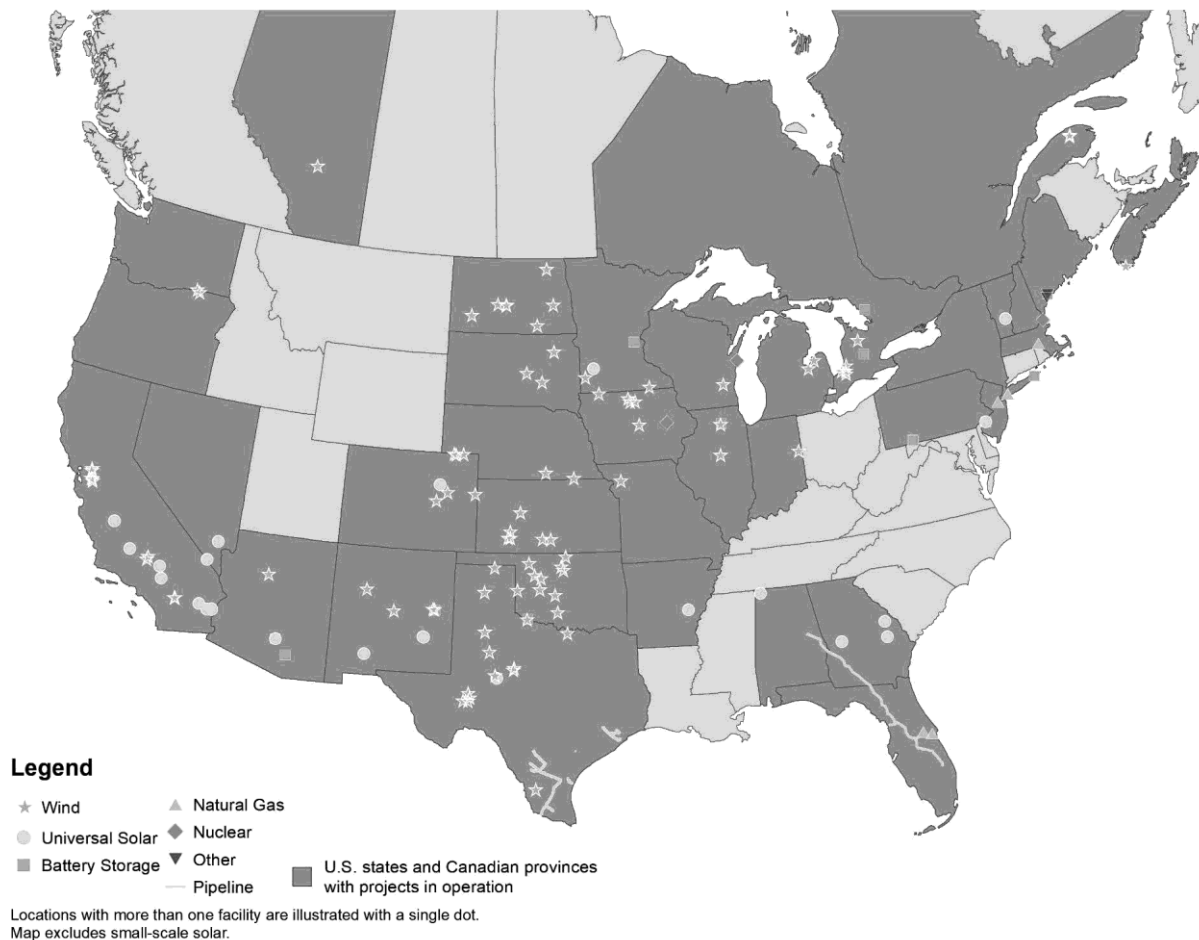 Legend
Wind
Universal Solar
Battery Storage
Natural Gas
Nuclear
Other
Pipeline
U.S. states and Canadian provinces
with projects in operation
Locations with more than one facility are illustrated with a single dot.
Map excludes small-scale solar.